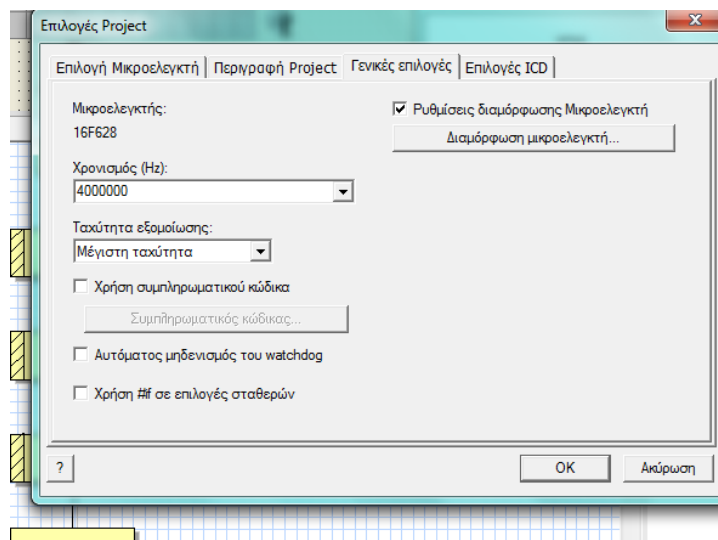 Επιλογές Project
Επιλογή Μικροελεγκτή Περιγραφή Project Γενικές επιλογές Επιλογές ICD
Μικροελεγκτής:
16F628
Χρονισμός (Hz):
4000000
Ταχύτητα εξομοίωσης:
Μέγιστη ταχύτητα
Χρήση συμπληρωματικού κώδικα
Συμπληρωματικός κώδικας...
Αυτόματος μηδενισμός του watchdog
Χρήση #if σε επιλογές σταθερών
Ρυθμίσεις διαμόρφωσης Μικροελεγκτή
Διαμόρφωση μικροελεγκτή...
?
OK
Ακύρωση